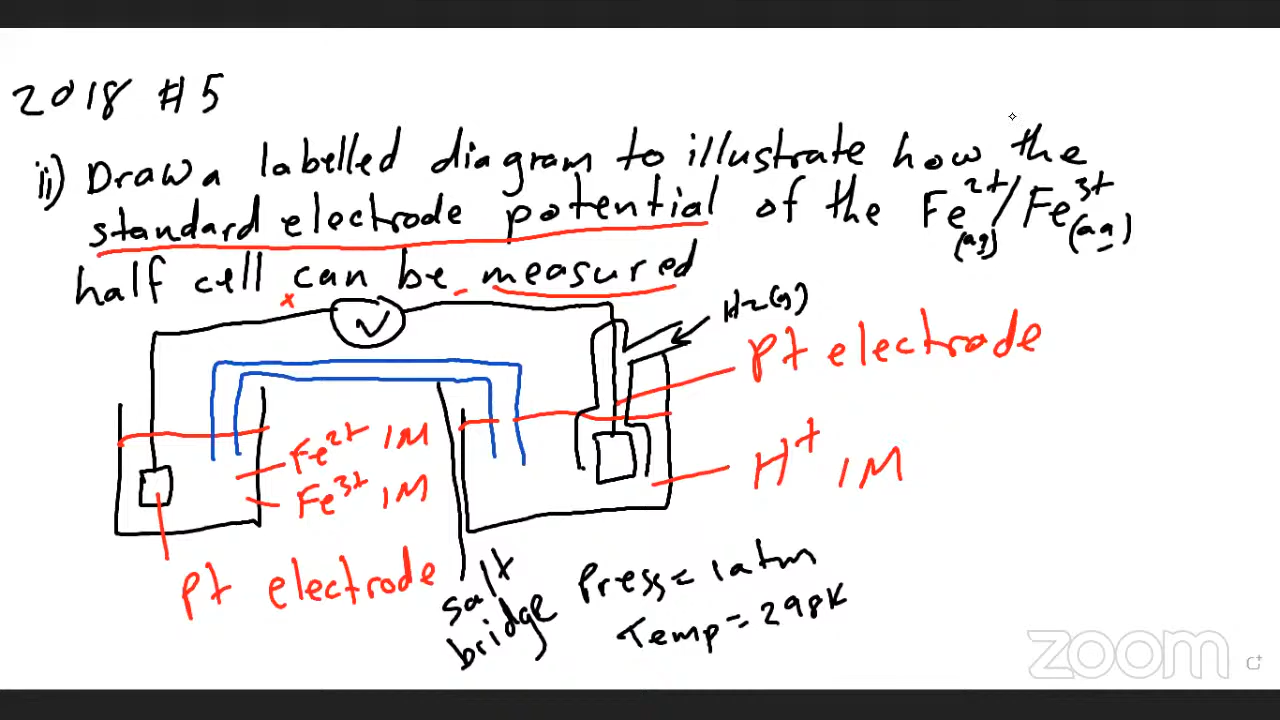 2018 #5
ii) Draw a labelled diagram to illustrate how the
standard electrode potential of the Fe²⁺(aq)/Fe³⁺(aq)
half cell can be measured
V
H2(g)
Pt electrode
Fe²⁺ 1M
Fe³⁺ 1M
H⁺ 1M
Pt electrode
salt
bridge
Press = 1atm
Temp = 298K
zoom